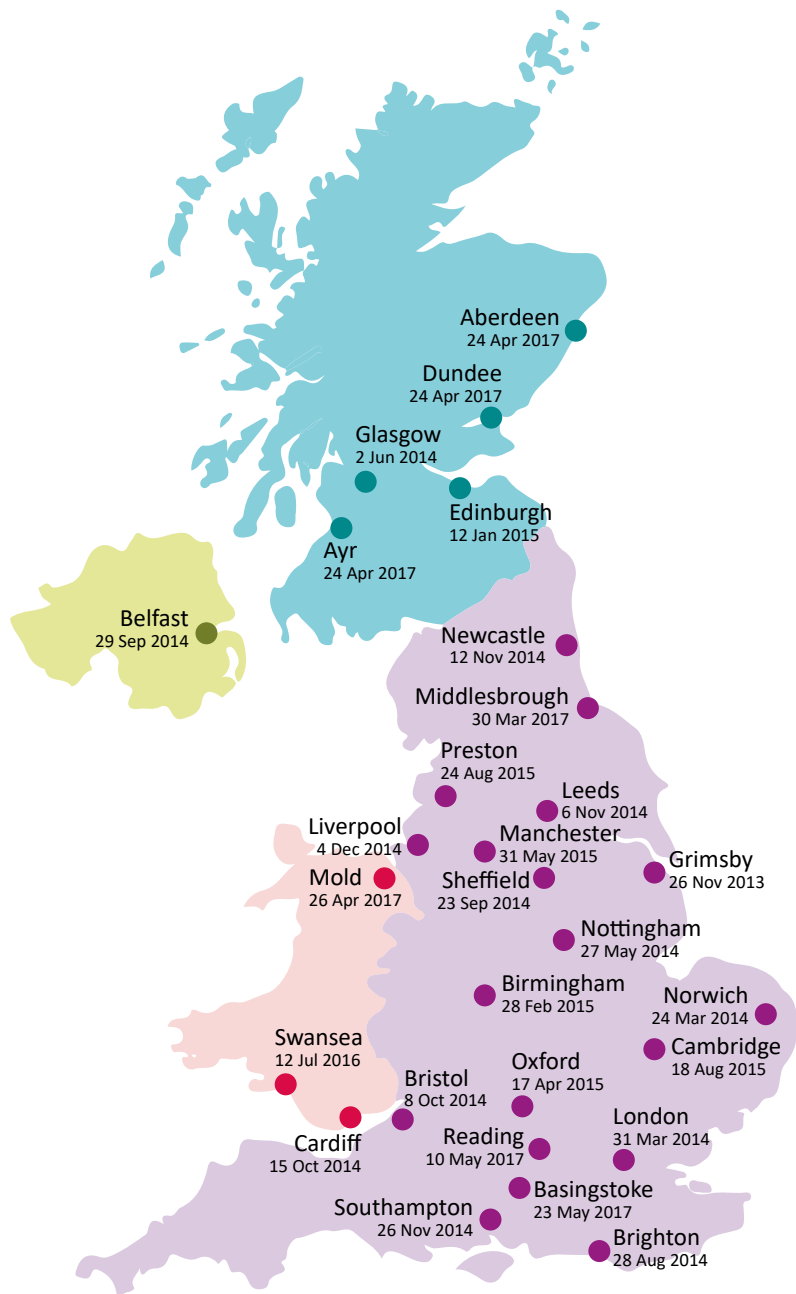 Aberdeen
24 Apr 2017
Dundee
24 Apr 2017
Glasgow
2 Jun 2014
Edinburgh
12 Jan 2015
Ayr
24 Apr 2017
Belfast
29 Sep 2014
Newcastle
12 Nov 2014
Middlesbrough
30 Mar 2017
Preston
24 Aug 2015
Leeds
6 Nov 2014
Liverpool
4 Dec 2014
Manchester
31 May 2015
Grimsby
26 Nov 2013
Mold
26 Apr 2017
Sheffield
23 Sep 2014
Nottingham
27 May 2014
Birmingham
28 Feb 2015
Norwich
24 Mar 2014
Swansea
12 Jul 2016
Cambridge
18 Aug 2015
Oxford
17 Apr 2015
Bristol
8 Oct 2014
London
31 Mar 2014
Cardiff
15 Oct 2014
Reading
10 May 2017
Basingstoke
23 May 2017
Southampton
26 Nov 2014
Brighton
28 Aug 2014